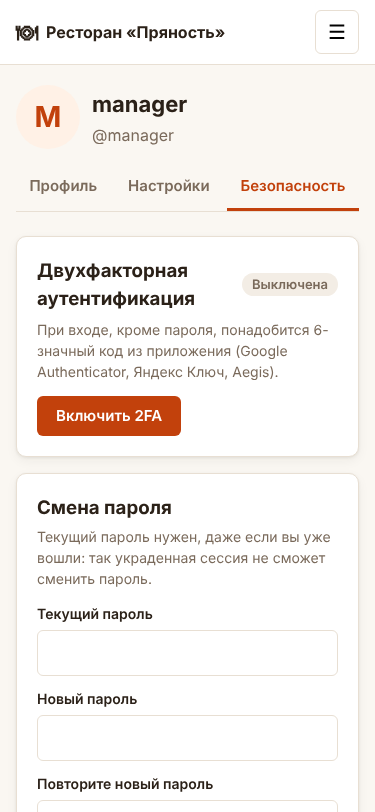 Ресторан «Пряность»
☰
M
manager
@manager
Профиль
Настройки
Безопасность
Двухфакторная
аутентификация
Выключена
При входе, кроме пароля, понадобится 6-
значный код из приложения (Google
Authenticator, Яндекс Ключ, Aegis).
Включить 2FA
Смена пароля
Текущий пароль нужен, даже если вы уже
вошли: так украденная сессия не сможет
сменить пароль.
Текущий пароль
Новый пароль
Повторите новый пароль